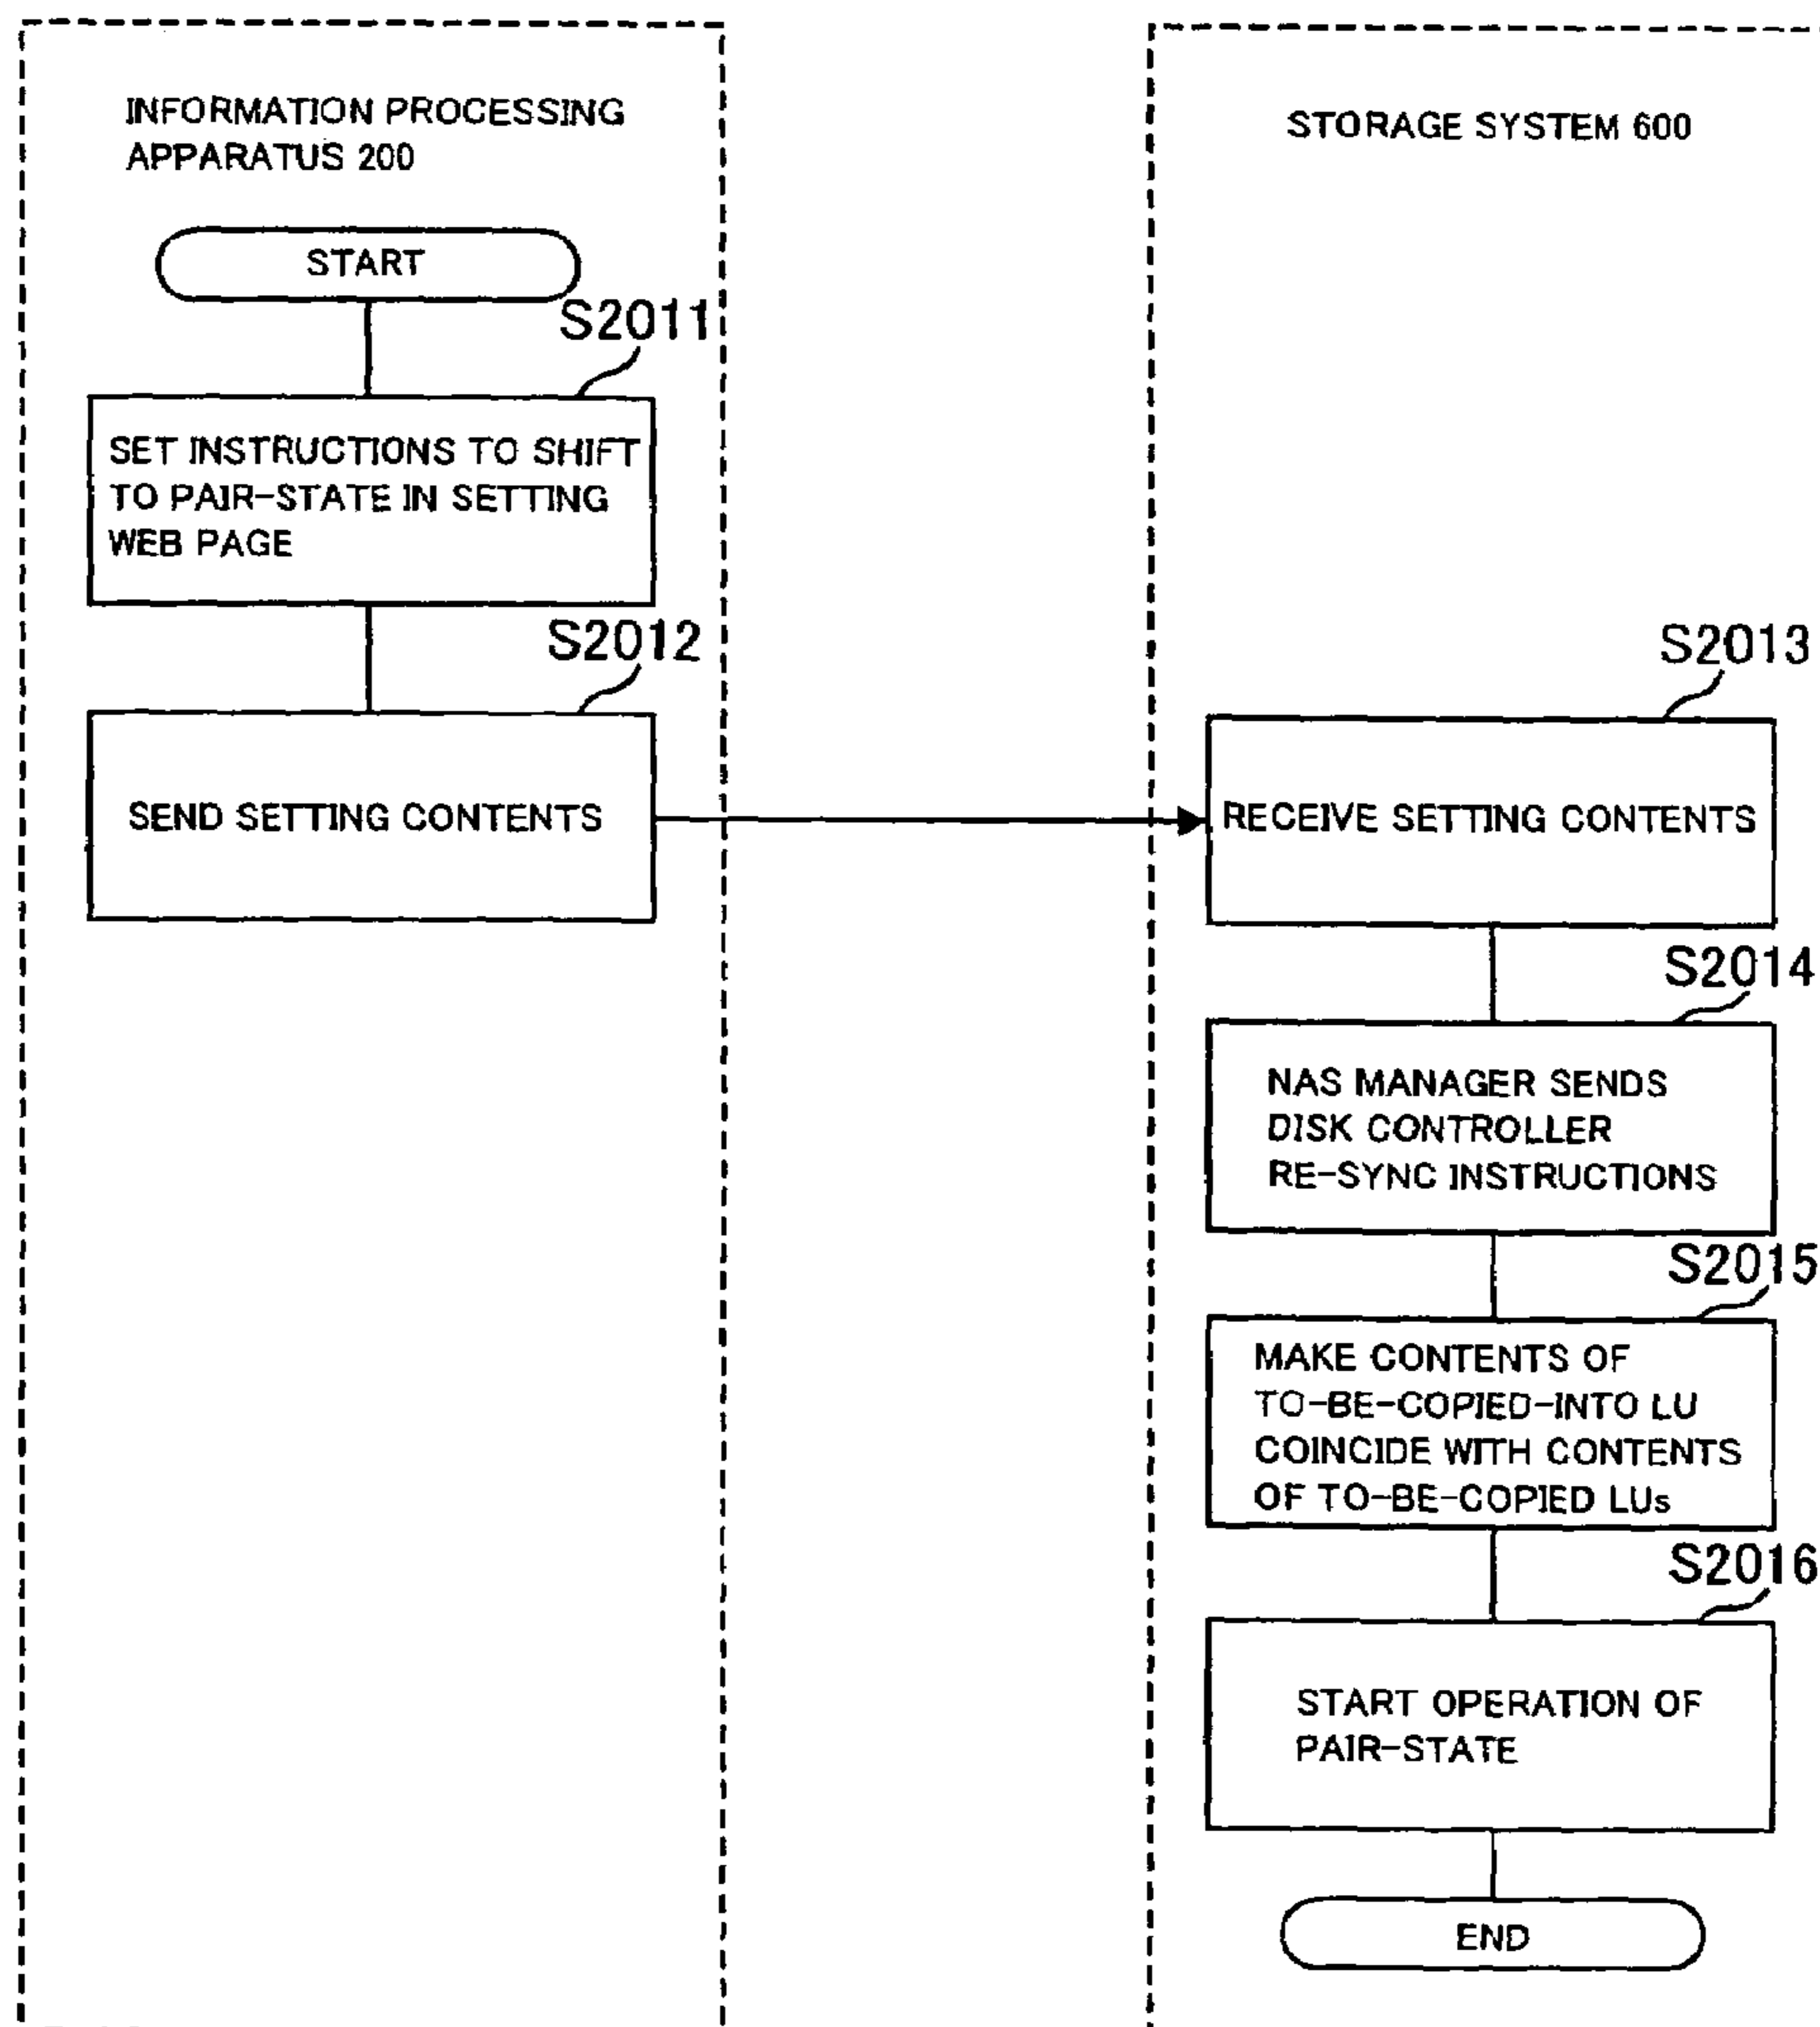 INFORMATION PROCESSING
APPARATUS 200
START
S2011
SET INSTRUCTIONS TO SHIFT
TO PAIR-STATE IN SETTING
WEB PAGE
S2012
SEND SETTING CONTENTS
STORAGE SYSTEM 600
S2013
RECEIVE SETTING CONTENTS
S2014
NAS MANAGER SENDS
DISK CONTROLLER
RE-SYNC INSTRUCTIONS
S2015
MAKE CONTENTS OF
TO-BE-COPIED-INTO LU
COINCIDE WITH CONTENTS
OF TO-BE-COPIED LUs
S2016
START OPERATION OF
PAIR-STATE
END